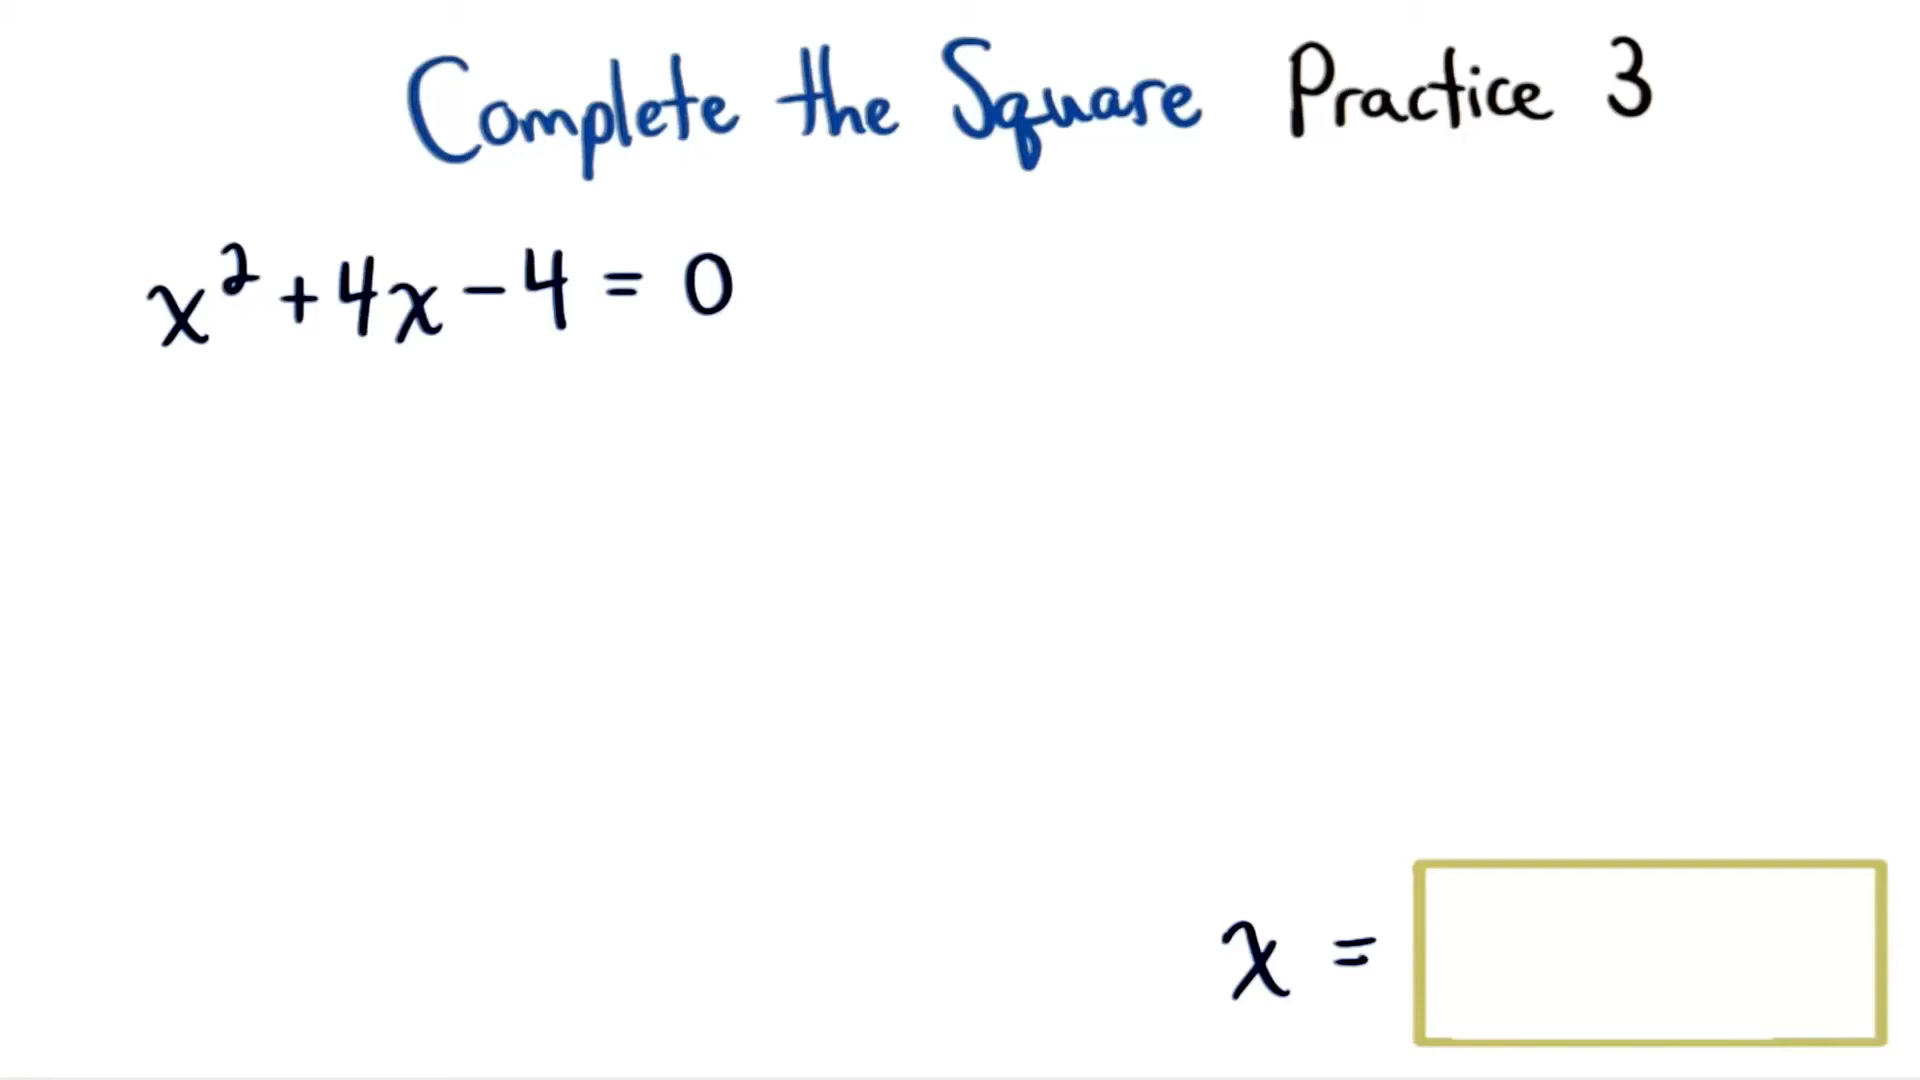 Complete the Square Practice 3
x² + 4x - 4 = 0
x =